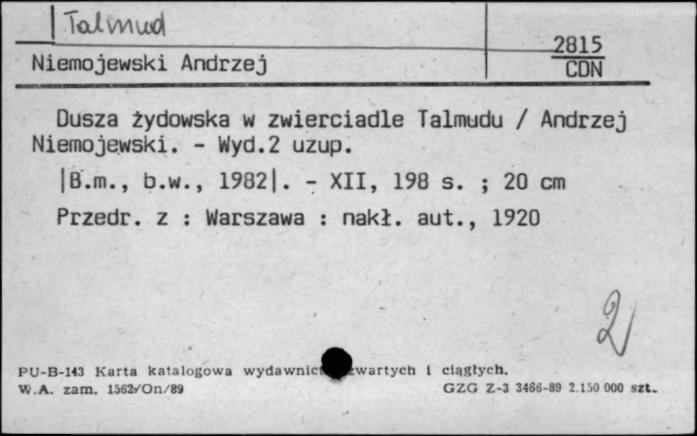 Talmud
2815
Niemojewski Andrzej
CDN
Dusza żydowska w zwierciadle Talmudu / Andrzej
Niemojewski. - Wyd.2 uzup.
|B.m., b.w., 1982|. - XII, 198 s. ; 20 cm
Przedr. z : Warszawa : nakł. aut., 1920
2
PU-B-143 Karta katalogowa wydawnict zwartych i ciągłych.
W.A. zam. 1562/On/89 GZG Z-3 3466-89 2.150 000 szt.